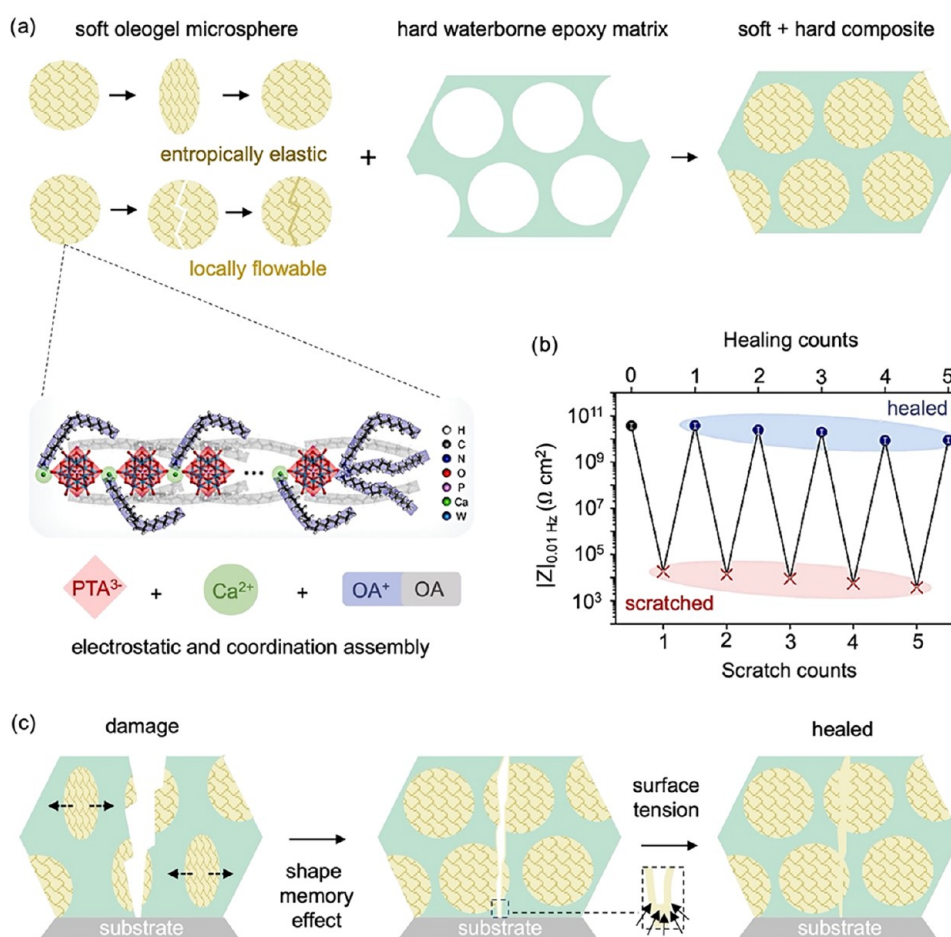 (a)
soft oleogel microsphere
hard waterborne epoxy matrix
soft + hard composite
entropically elastic
+
locally flowable
H
C
N
O
P
Ca
W
PTA3-
+
Ca2+
+
OA+
OA
electrostatic and coordination assembly
(b)
Healing counts
0 1 2 3 4 5
healed
10^11
10^9
10^7
10^5
10^3
|Z|0.01 Hz (Ω cm2)
scratched
1 2 3 4 5
Scratch counts
(c)
damage
healed
surface
tension
shape
memory
effect
substrate
substrate
substrate